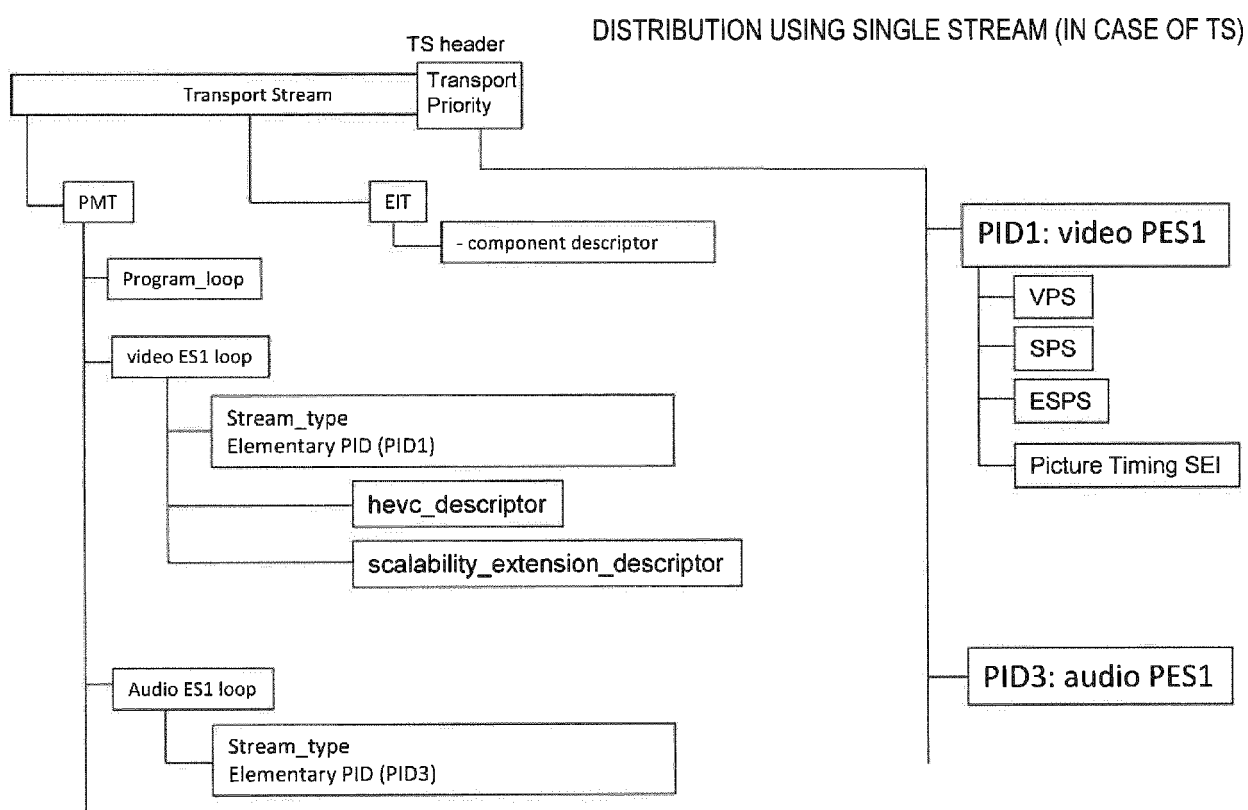 DISTRIBUTION USING SINGLE STREAM (IN CASE OF TS)
TS header
Transport Stream
Transport
Priority
PMT
EIT
- component descriptor
Program_loop
video ES1 loop
Stream_type
Elementary PID (PID1)
hevc_descriptor
scalability_extension_descriptor
Audio ES1 loop
Stream_type
Elementary PID (PID3)
PID1: video PES1
VPS
SPS
ESPS
Picture Timing SEI
PID3: audio PES1